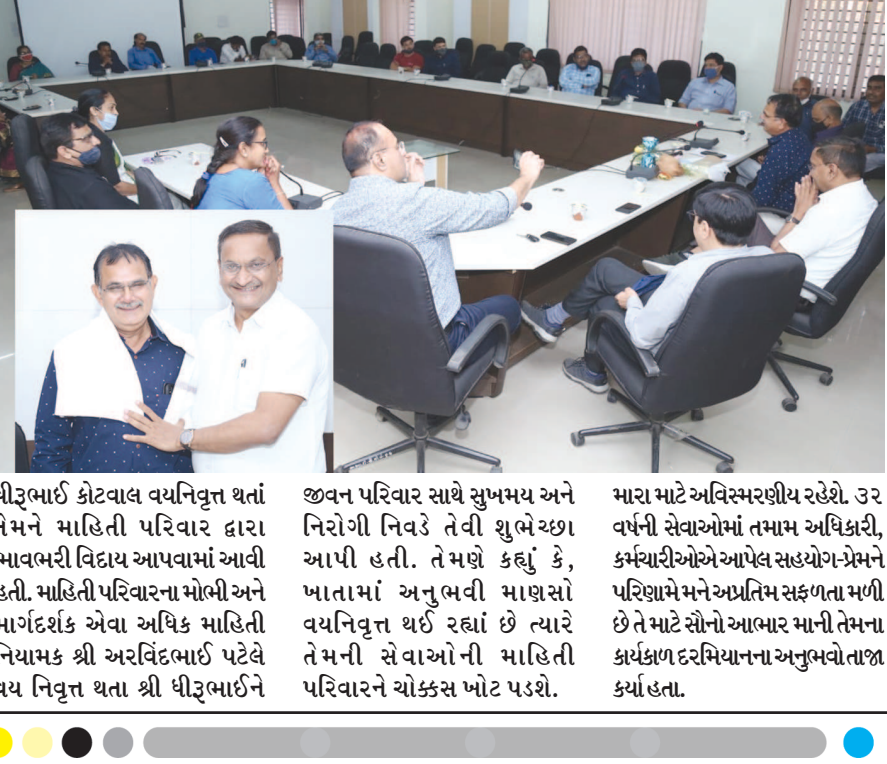 ધીરૂભાઈ કોટવાલ વયનિવૃત્ત થતાં
તેમને માહિતી પરિવાર દ્વારા
ભાવભરી વિદાય આપવામાં આવી
હતી. માહિતી પરિવારના મોભી અને
માર્ગદર્શક એવા અધિક માહિતી
નિયામક શ્રી અરવિંદભાઈ પટેલે
વય નિવૃત્ત થતા શ્રી ધીરૂભાઈને
જીવન પરિવાર સાથે સુખમય અને
નિરોગી નિવડે તેવી શુભેચ્છા
આપી હતી. તેમણે કહ્યું કે,
ખાતામાં અનુભવી માણસો
વયનિવૃત્ત થઈ રહ્યાં છે ત્યારે
તેમની સેવાઓની માહિતી
પરિવારને ચોક્કસ ખોટ પડશે.
મારા માટે અવિસ્મરણીય રહેશે. ૩૨
વર્ષની સેવાઓમાં તમામ અધિકારી,
કર્મચારીઓએ આપેલ સહયોગ-પ્રેમને
પરિણામે મને અપ્રતિમ સફળતા મળી
છે તે માટે સૌનો આભાર માની તેમના
કાર્યકાળ દરમિયાનના અનુભવો તાજા
કર્યા હતા.